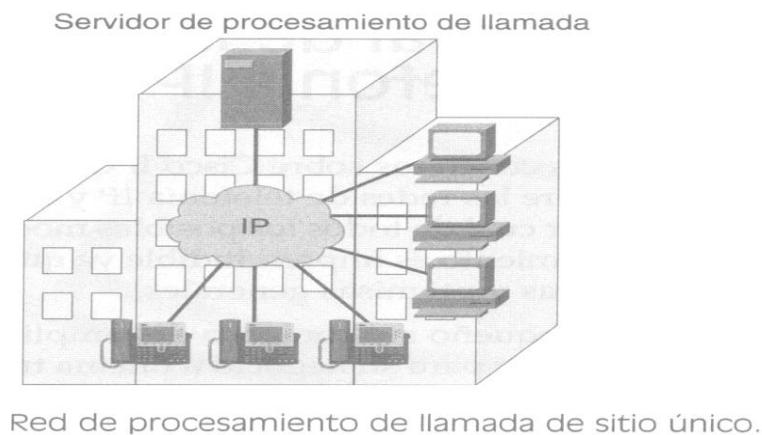 Servidor de procesamiento de llamada
IP
Red de procesamiento de llamada de sitio único.